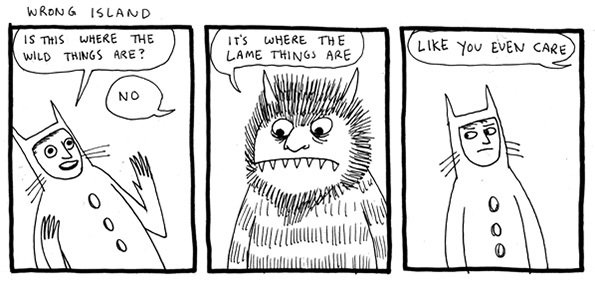 WRONG ISLAND
IS THIS WHERE THE
WILD THINGS ARE?
NO
IT'S WHERE THE
LAME THINGS ARE
LIKE YOU EVEN CARE